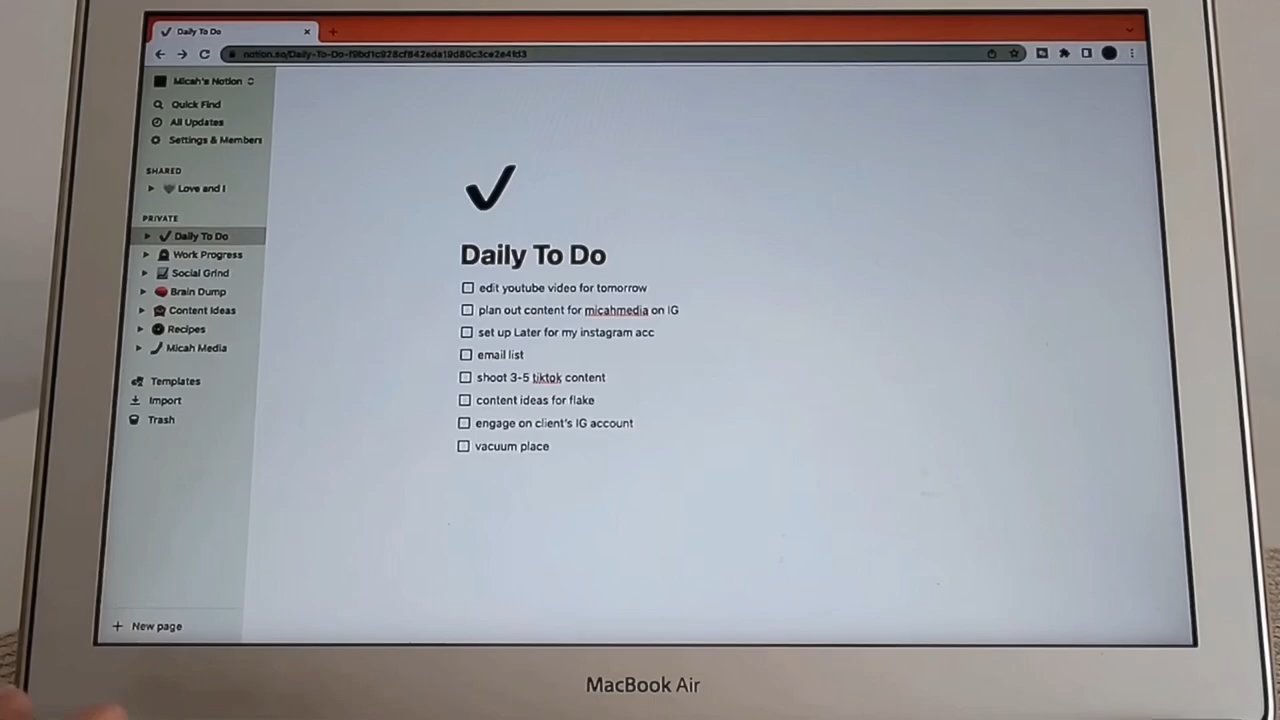 Daily To Do
Micah's Notion
Quick Find
All Updates
Settings & Members
SHARED
Love and I
PRIVATE
Daily To Do
Work Progress
Social Grind
Brain Dump
Content Ideas
Recipes
Micah Media
Templates
Import
Trash
New page
Daily To Do
edit youtube video for tomorrow
plan out content for micahmedia on IG
set up Later for my instagram acc
email list
shoot 3-5 tiktok content
content ideas for flake
engage on client's IG account
vacuum place
MacBook Air